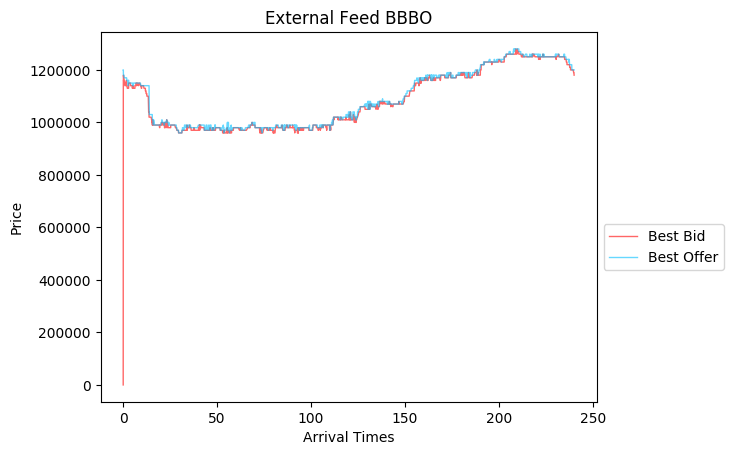 External Feed BBBO
Price
1200000
1000000
800000
600000
400000
200000
0
0 50 100 150 200 250
Arrival Times
Best Bid
Best Offer